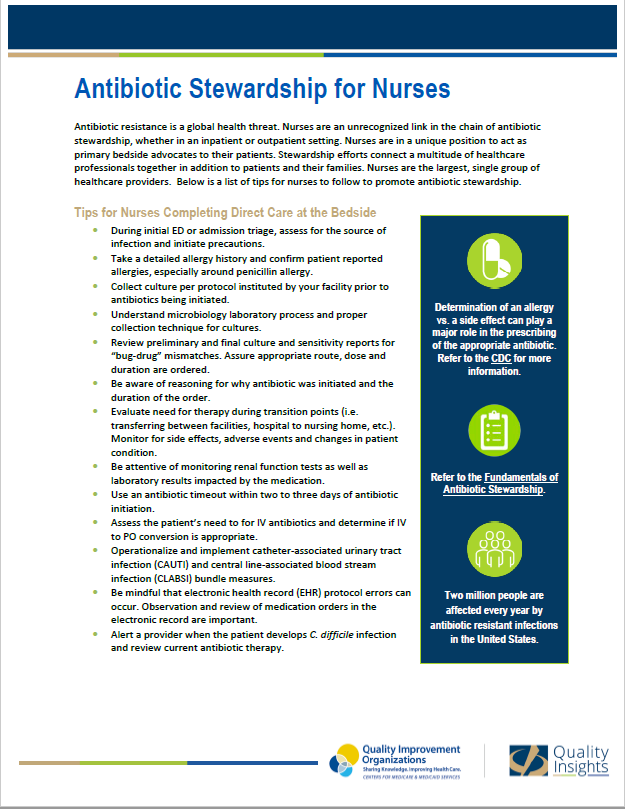 Antibiotic Stewardship for Nurses
Antibiotic resistance is a global health threat. Nurses are an unrecognized link in the chain of antibiotic
stewardship, whether in an inpatient or outpatient setting. Nurses are in a unique position to act as
primary bedside advocates to their patients. Stewardship efforts connect a multitude of healthcare
professionals together in addition to patients and their families. Nurses are the largest, single group of
healthcare providers. Below is a list of tips for nurses to follow to promote antibiotic stewardship.
Tips for Nurses Completing Direct Care at the Bedside
• During initial ED or admission triage, assess for the source of
infection and initiate precautions.
• Take a detailed allergy history and confirm patient reported
allergies, especially around penicillin allergy.
• Collect culture per protocol instituted by your facility prior to
antibiotics being initiated.
• Understand microbiology laboratory process and proper
collection technique for cultures.
• Review preliminary and final culture and sensitivity reports for
“bug-drug” mismatches. Assure appropriate route, dose and
duration are ordered.
• Be aware of reasoning for why antibiotic was initiated and the
duration of the order.
• Evaluate need for therapy during transition points (i.e.
transferring between facilities, hospital to nursing home, etc.).
Monitor for side effects, adverse events and changes in patient
condition.
• Be attentive of monitoring renal function tests as well as
laboratory results impacted by the medication.
• Use an antibiotic timeout within two to three days of antibiotic
initiation.
• Assess the patient’s need to for IV antibiotics and determine if IV
to PO conversion is appropriate.
• Operationalize and implement catheter-associated urinary tract
infection (CAUTI) and central line-associated blood stream
infection (CLABSI) bundle measures.
• Be mindful that electronic health record (EHR) protocol errors can
occur. Observation and review of medication orders in the
electronic record are important.
• Alert a provider when the patient develops C. difficile infection
and review current antibiotic therapy.
Determination of an allergy
vs. a side effect can play a
major role in the prescribing
of the appropriate antibiotic.
Refer to the CDC for more
information.
Refer to the Fundamentals of
Antibiotic Stewardship.
Two million people are
affected every year by
antibiotic resistant infections
in the United States.
Quality Improvement
Organizations
Sharing Knowledge. Improving Health Care.
CENTERS FOR MEDICARE & MEDICAID SERVICES
Quality
Insights